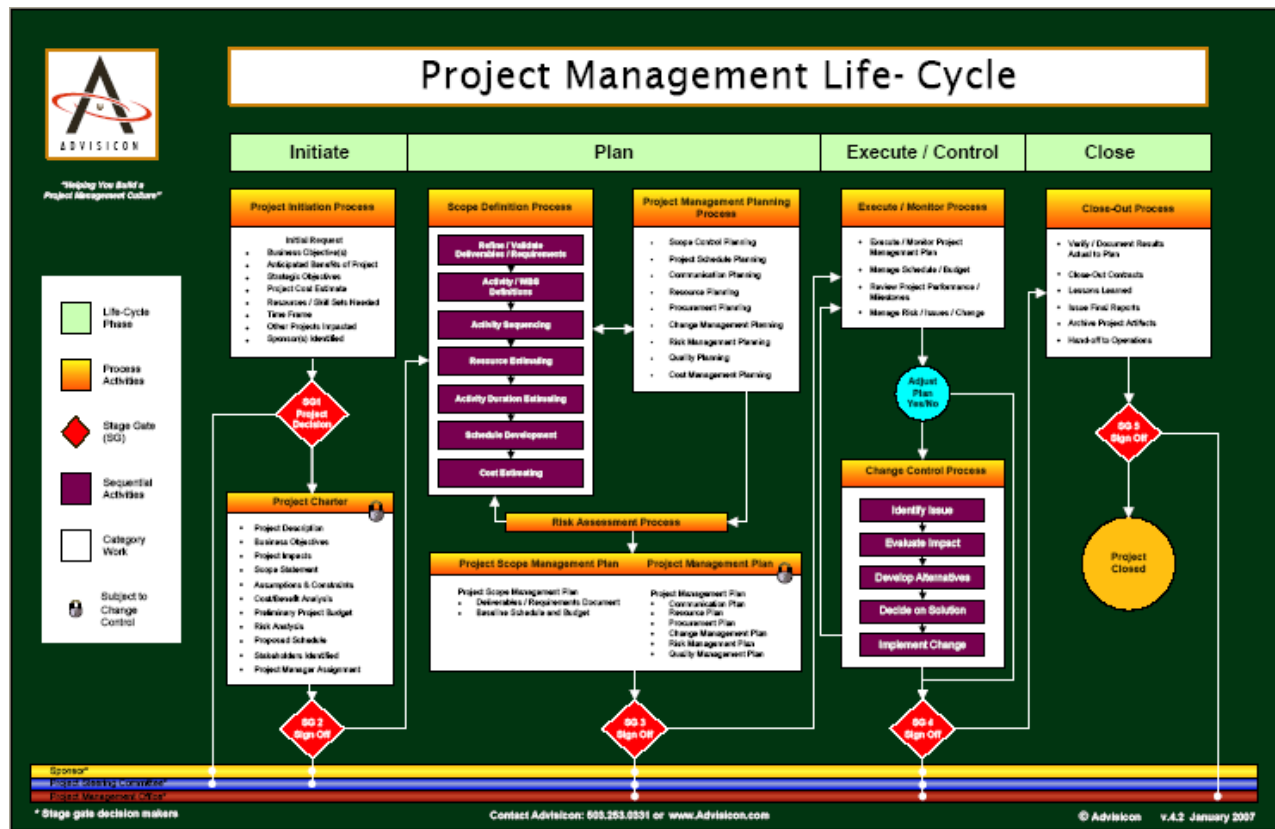 Project Management Life- Cycle
ADVISICON
"Helping You Build a
Project Management Culture"
Initiate
Plan
Execute / Control
Close
Project Initiation Process
Initial Request
Business Objective(s)
Anticipated Benefits of Project
Strategic Objectives
Project Cost Estimate
Resources / Skill Sets Needed
Time Frame
Other Projects Impacted
Sponsor(s) Identified
SG1
Project
Decision
Project Charter
Project Description
Business Objectives
Project Impacts
Scope Statement
Assumptions & Constraints
Cost/Benefit Analysis
Preliminary Project Budget
Risk Analysis
Proposed Schedule
Stakeholders Identified
Project Manager Assignment
SG 2
Sign Off
Scope Definition Process
Refine / Validate
Deliverables / Requirements
Activity / WBS
Definitions
Activity Sequencing
Resource Estimating
Activity Duration Estimating
Schedule Development
Cost Estimating
Project Management Planning
Process
Scope Control Planning
Project Schedule Planning
Communication Planning
Resource Planning
Procurement Planning
Change Management Planning
Risk Management Planning
Quality Planning
Cost Management Planning
Risk Assessment Process
Project Scope Management Plan
Project Scope Management Plan
Deliverables / Requirements Document
Baseline Schedule and Budget
Project Management Plan
Project Management Plan
Communication Plan
Resource Plan
Procurement Plan
Change Management Plan
Risk Management Plan
Quality Management Plan
SG 3
Sign Off
Execute / Monitor Process
Execute / Monitor Project
Management Plan
Manage Schedule / Budget
Review Project Performance /
Milestones
Manage Risk / Issues / Change
Adjust
Plan
Yes/No
Change Control Process
Identify Issue
Evaluate Impact
Develop Alternatives
Decide on Solution
Implement Change
SG 4
Sign Off
Close-Out Process
Verify / Document Results
Actual to Plan
Close-Out Contracts
Lessons Learned
Issue Final Reports
Archive Project Artifacts
Hand-off to Operations
SG 5
Sign Off
Project
Closed
Life-Cycle
Phase
Process
Activities
Stage Gate
(SG)
Sequential
Activities
Category
Work
Subject to
Change
Control
Sponsor*
Project Steering Committee*
Project Management Office*
* Stage gate decision makers
Contact Advisicon: 503.253.0331 or www.Advisicon.com
© Advisicon v.4.2 January 2007